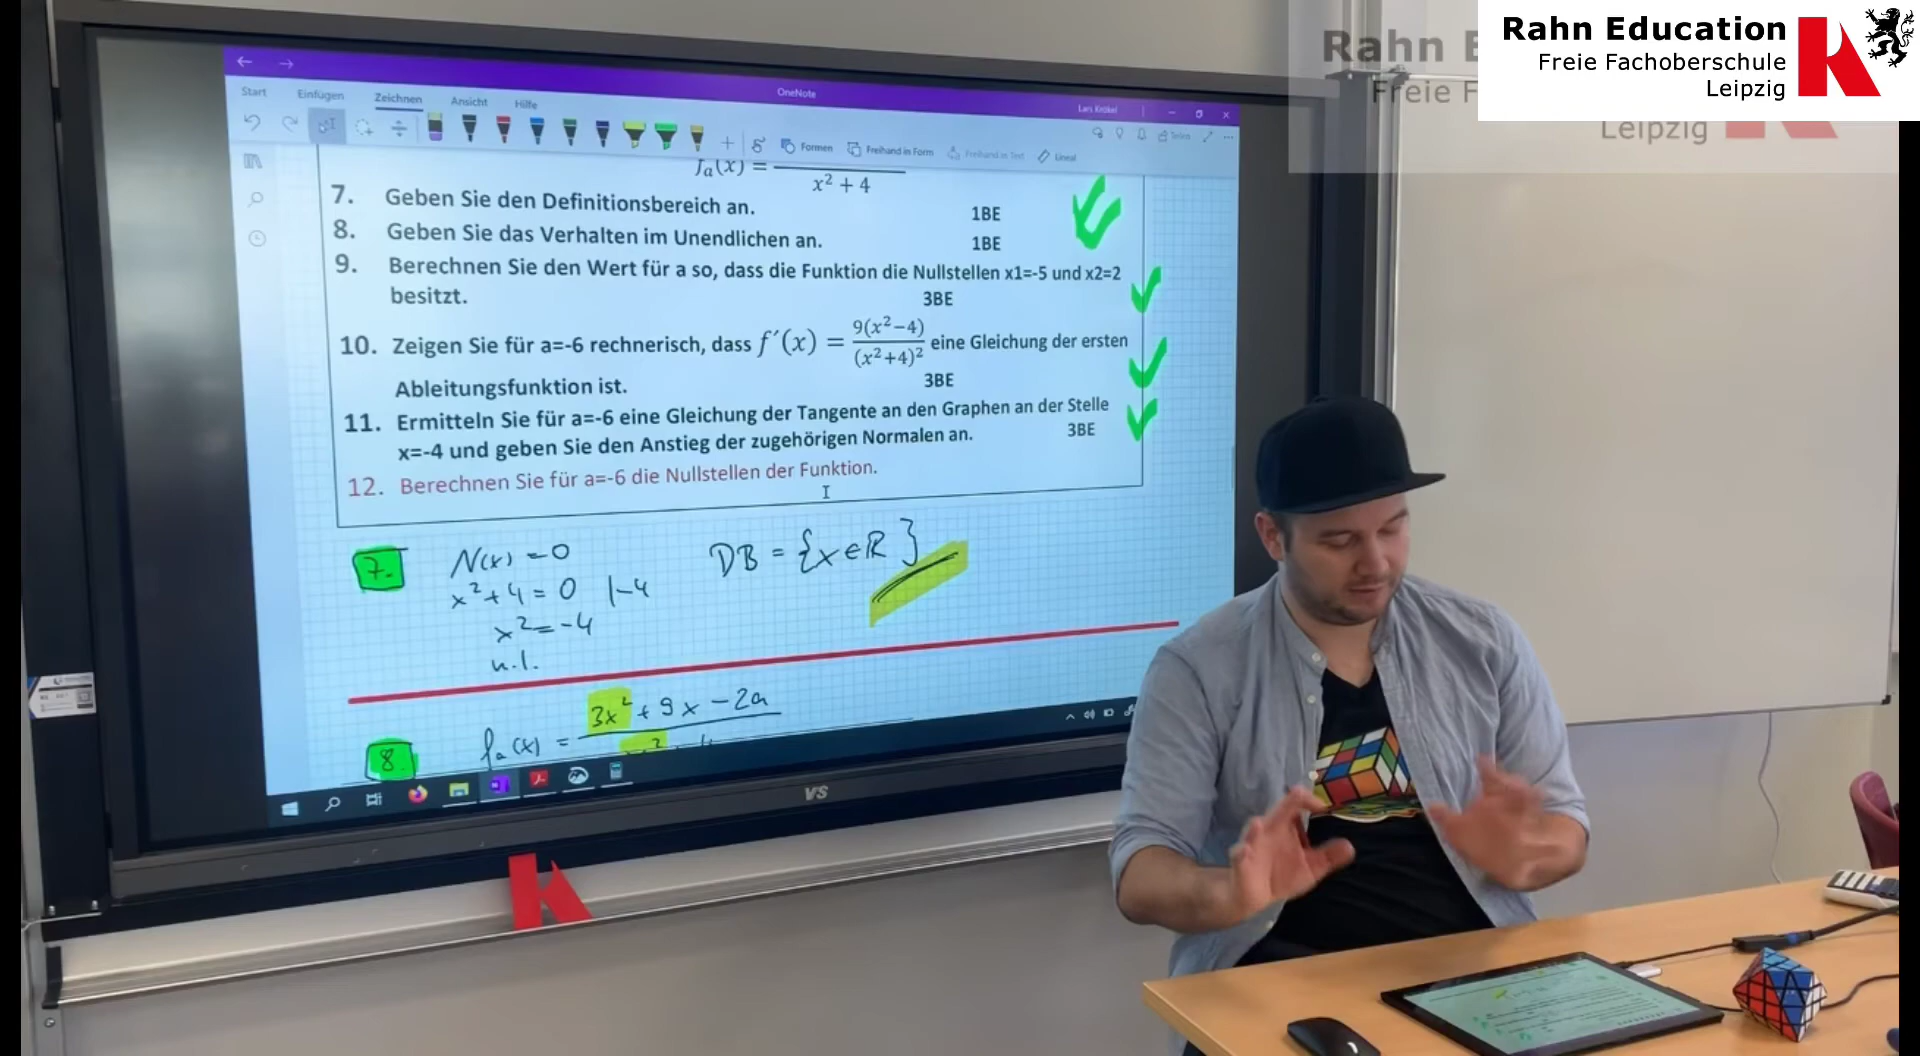 Rahn Education
Freie Fachoberschule
Leipzig
Rahn E
Freie F
Leipzig
OneNote
Lars Krökel
Start Einfügen Zeichnen Ansicht Hilfe
Formen Freihand in Form Freihand in Text Lineal Teilen
fₐ(x) =
x² + 4
7. Geben Sie den Definitionsbereich an. 1BE
8. Geben Sie das Verhalten im Unendlichen an. 1BE
9. Berechnen Sie den Wert für a so, dass die Funktion die Nullstellen x1=-5 und x2=2
besitzt. 3BE
10. Zeigen Sie für a=-6 rechnerisch, dass f′(x) = 9(x²−4)/(x²+4)² eine Gleichung der ersten
Ableitungsfunktion ist. 3BE
11. Ermitteln Sie für a=-6 eine Gleichung der Tangente an den Graphen an der Stelle
x=-4 und geben Sie den Anstieg der zugehörigen Normalen an. 3BE
12. Berechnen Sie für a=-6 die Nullstellen der Funktion.
7. N(x) = 0 DB = {x∈R}
x² + 4 = 0 |-4
x² = -4
n.l.
3x² + 9x - 2a
8. fₐ(x) =
VS